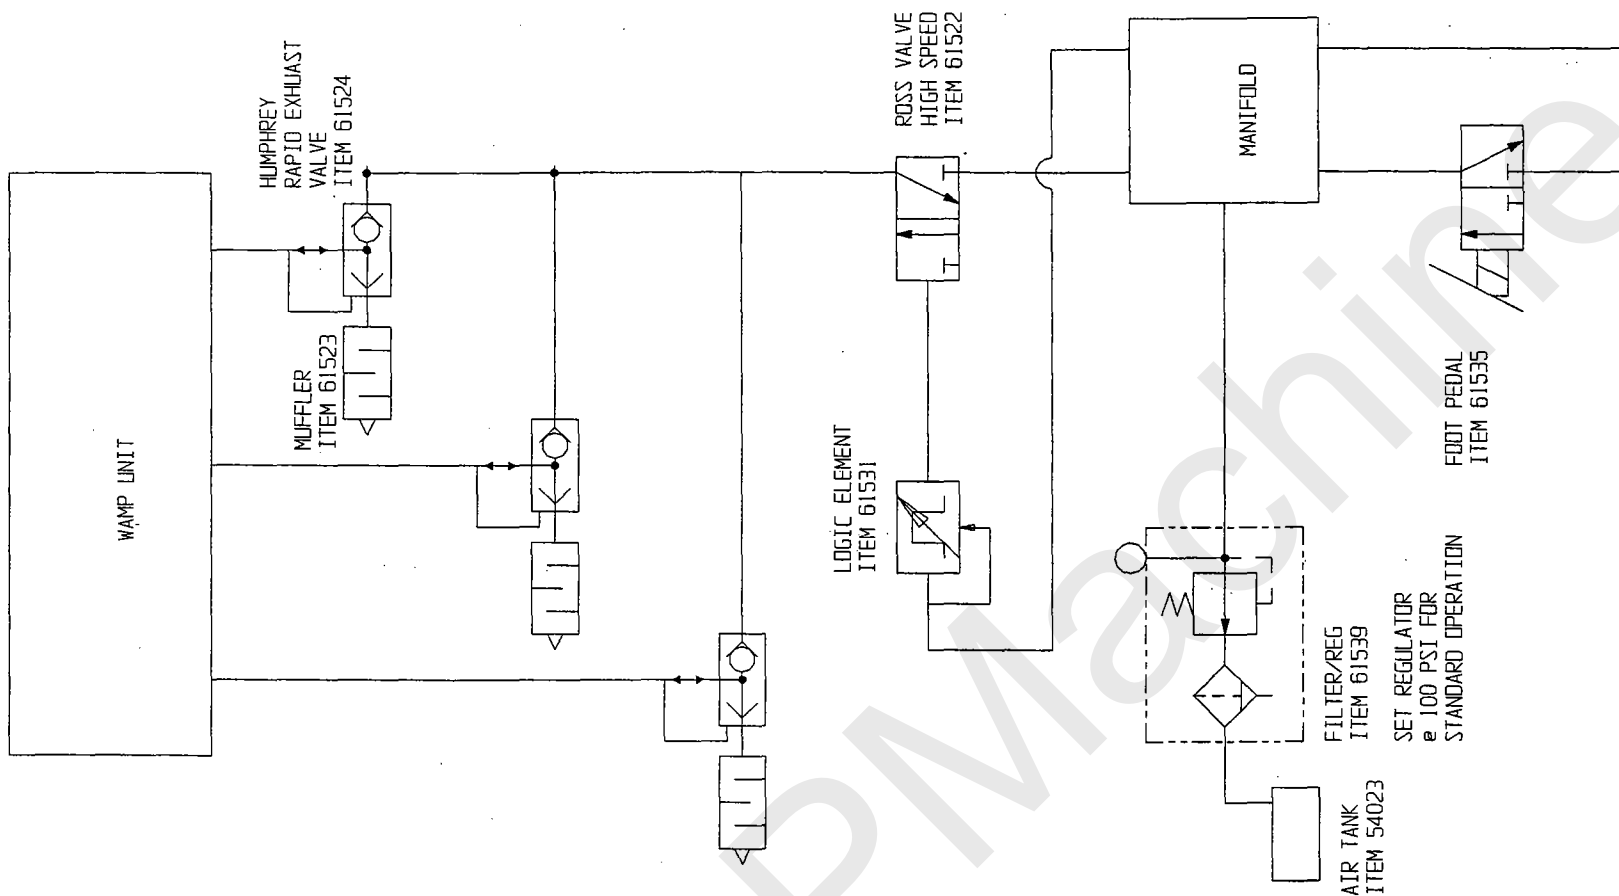 WAMP UNIT
HUMPHREY
RAPID EXHUAST
VALVE
ITEM 61524
MUFFLER
ITEM 61523
ROSS VALVE
HIGH SPEED
ITEM 61522
LOGIC ELEMENT
ITEM 61531
MANIFOLD
FOOT PEDAL
ITEM 61535
FILTER/REG
ITEM 61539
SET REGULATOR
@ 100 PSI FOR
STANDARD OPERATION
AIR TANK
ITEM 54023
PMachine